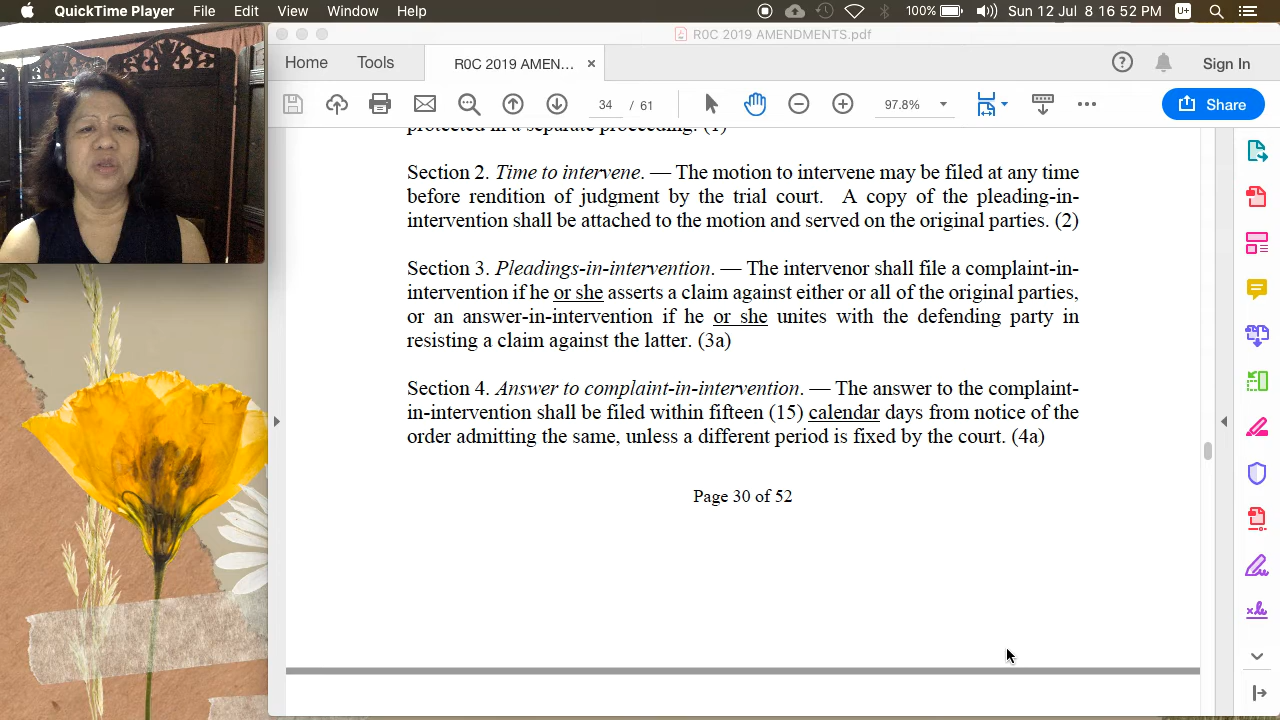 QuickTime Player File Edit View Window Help 100% Sun 12 Jul 8 16 52 PM U+
R0C 2019 AMENDMENTS.pdf
Home Tools R0C 2019 AMEN... × Sign In
34 / 61 97.8% Share
protected in a separate proceeding. (1)
Section 2. Time to intervene. — The motion to intervene may be filed at any time
before rendition of judgment by the trial court. A copy of the pleading-in-
intervention shall be attached to the motion and served on the original parties. (2)
Section 3. Pleadings-in-intervention. — The intervenor shall file a complaint-in-
intervention if he or she asserts a claim against either or all of the original parties,
or an answer-in-intervention if he or she unites with the defending party in
resisting a claim against the latter. (3a)
Section 4. Answer to complaint-in-intervention. — The answer to the complaint-
in-intervention shall be filed within fifteen (15) calendar days from notice of the
order admitting the same, unless a different period is fixed by the court. (4a)
Page 30 of 52